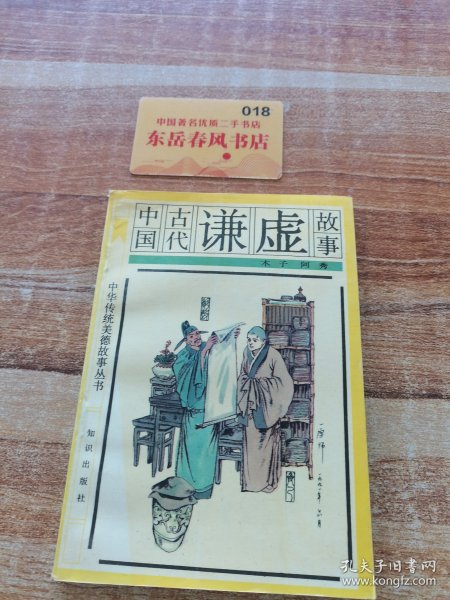 018
中国著名优质二手书店
东岳春风书店
中国古代谦虚故事
木子 阿秀
中华传统美德故事丛书
知识出版社
孔夫子旧书网
www.kongfz.com